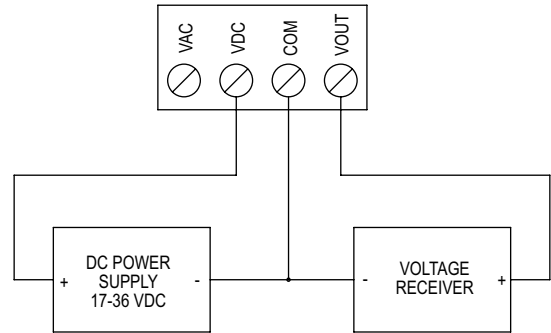 VAC
VDC
COM
VOUT
+ DC POWER -
SUPPLY
17-36 VDC
- VOLTAGE +
RECEIVER